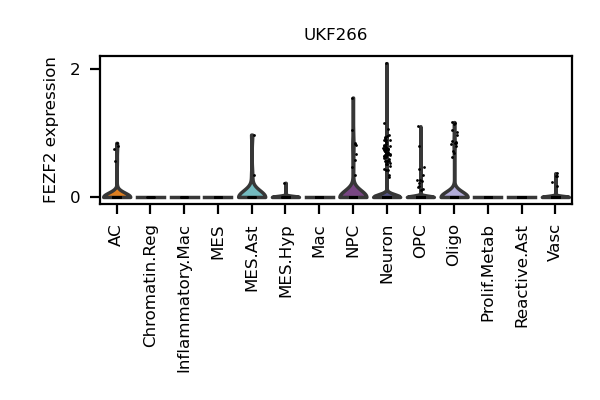 UKF266
FEZF2 expression
2
0
AC
Chromatin.Reg
Inflammatory.Mac
MES
MES.Ast
MES.Hyp
Mac
NPC
Neuron
OPC
Oligo
Prolif.Metab
Reactive.Ast
Vasc